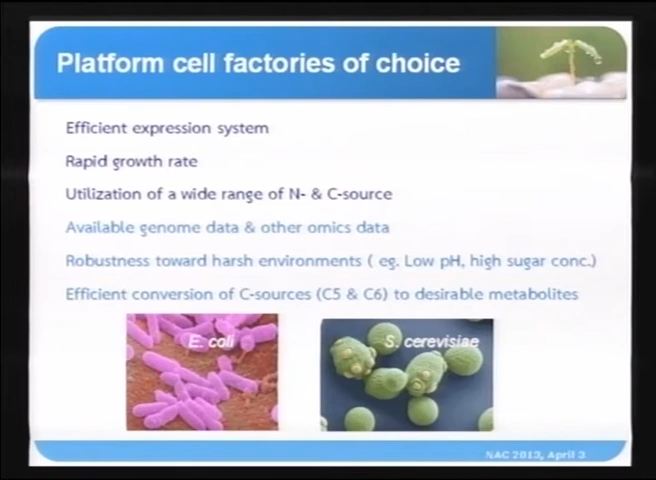 Platform cell factories of choice
Efficient expression system
Rapid growth rate
Utilization of a wide range of N- & C-source
Available genome data & other omics data
Robustness toward harsh environments ( eg. Low pH, high sugar conc.)
Efficient conversion of C-sources (C5 & C6) to desirable metabolites
E. coli
S. cerevisiae
NAC 2013, April 3